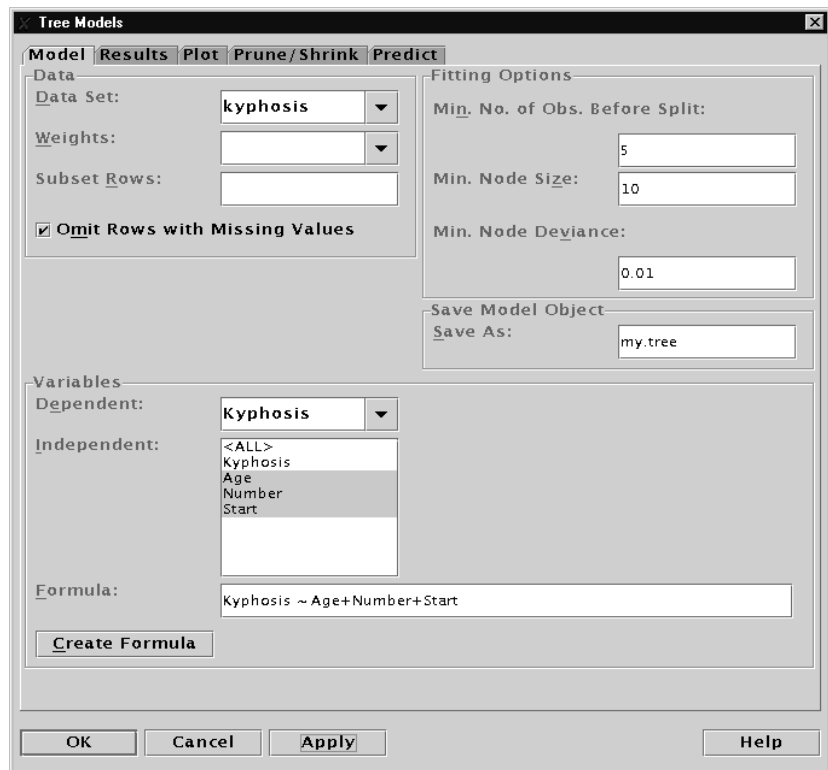 Tree Models
Model Results Plot Prune/Shrink Predict
Data
Data Set:
kyphosis
Weights:
Subset Rows:
Omit Rows with Missing Values
Fitting Options
Min. No. of Obs. Before Split:
5
Min. Node Size:
10
Min. Node Deviance:
0.01
Save Model Object
Save As:
my.tree
Variables
Dependent:
Kyphosis
Independent:
<ALL>
Kyphosis
Age
Number
Start
Formula:
Kyphosis ~ Age+Number+Start
Create Formula
OK Cancel Apply Help